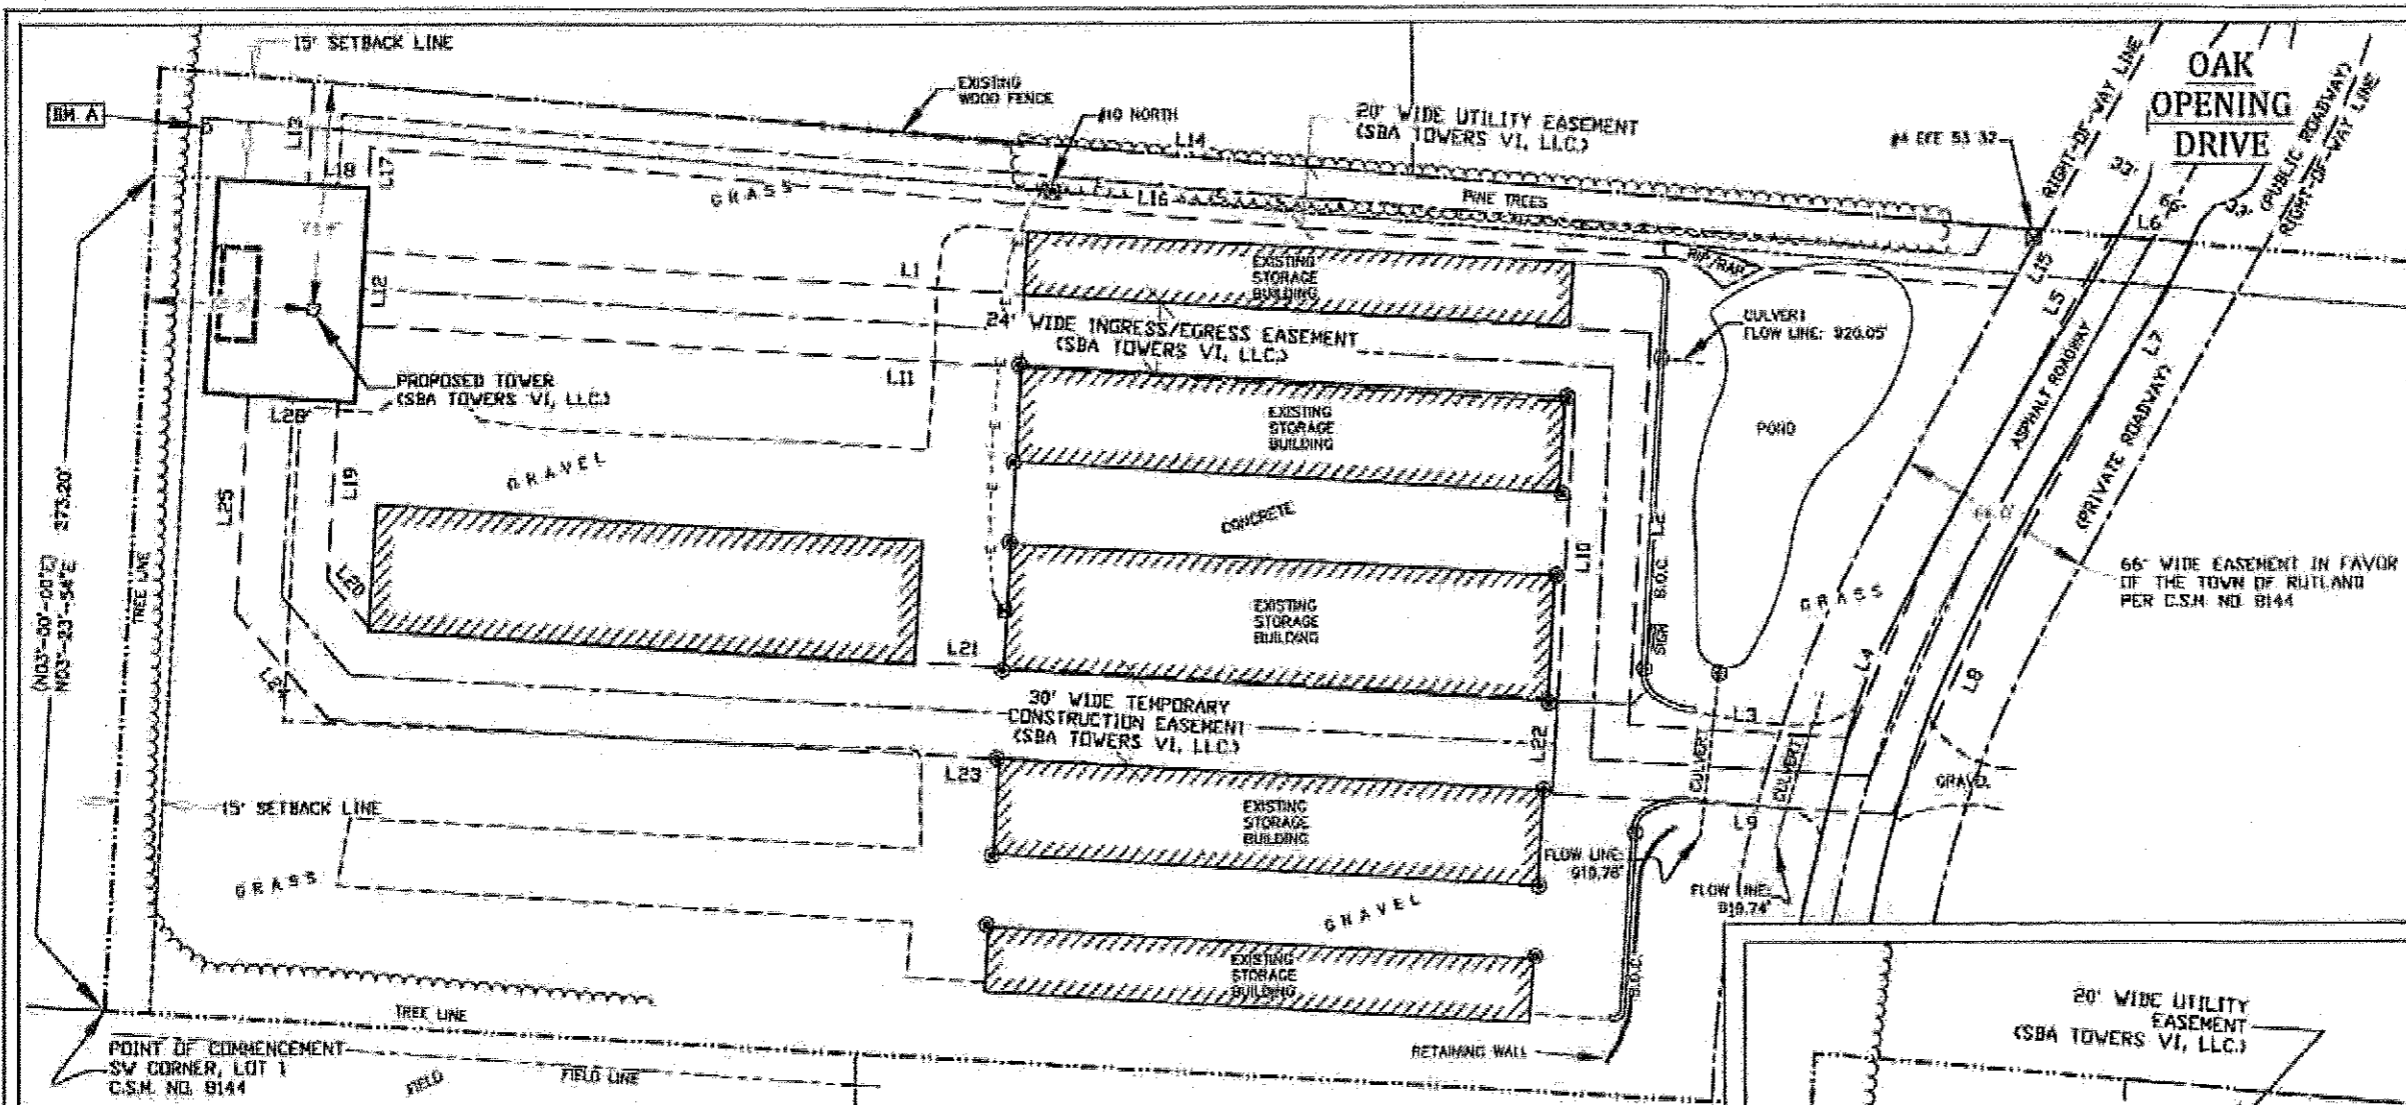 15' SETBACK LINE
BM A
L13
L18
L17
EXISTING
WOOD FENCE
#10 NORTH
L14
20' WIDE UTILITY EASEMENT
(SBA TOWERS VI, LLC.)
RIGHT-OF-WAY LINE
OAK
OPENING
DRIVE
(PUBLIC ROADWAY)
RIGHT-OF-WAY LINE
33'
66'
33'
L6
GRASS
L16
PINE TREES
RIP RAP
L15
L5
L7
L12
L1
EXISTING
STORAGE
BUILDING
24' WIDE INGRESS/EGRESS EASEMENT
(SBA TOWERS VI, LLC.)
CULVERT
FLOW LINE: 920.05'
ASPHALT ROADWAY
(PRIVATE ROADWAY)
PROPOSED TOWER
(SBA TOWERS VI, LLC.)
L11
L28
EXISTING
STORAGE
BUILDING
POND
GRAVEL
L25
L19
CONCRETE
L10
L2
B.O.C.
66.0'
66' WIDE EASEMENT IN FAVOR
OF THE TOWN OF RUTLAND
PER C.S.M. NO. 8144
273.20'
N03°-23'-54"E
TREE LINE
L20
EXISTING
STORAGE
BUILDING
SIGN
GRASS
L21
L24
L4
L8
30' WIDE TEMPORARY
CONSTRUCTION EASEMENT
(SBA TOWERS VI, LLC.)
L22
L3
L23
CULVERT
CULVERT
GRAVEL
15' SETBACK LINE
EXISTING
STORAGE
BUILDING
L9
FLOW LINE:
919.78'
FLOW LINE:
919.74'
GRASS
GRAVEL
EXISTING
STORAGE
BUILDING
B.O.C.
TREE LINE
RETAINING WALL
POINT OF COMMENCEMENT
SW CORNER, LOT 1
C.S.M. NO. 8144
FIELD
FIELD LINE
20' WIDE UTILITY
EASEMENT
(SBA TOWERS VI, LLC.)